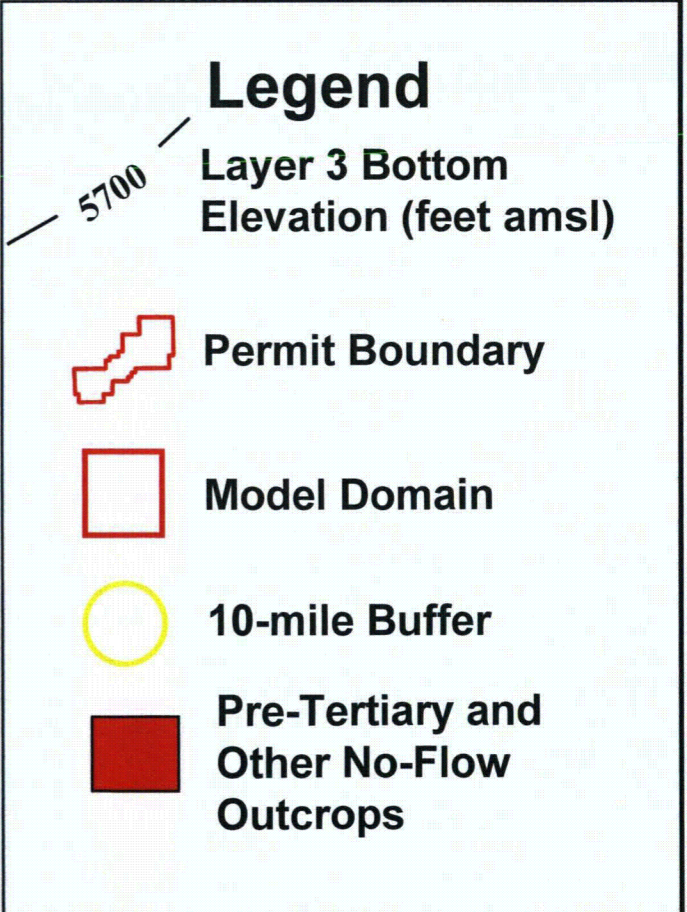 Legend
5700
Layer 3 Bottom
Elevation (feet amsl)
Permit Boundary
Model Domain
10-mile Buffer
Pre-Tertiary and
Other No-Flow
Outcrops